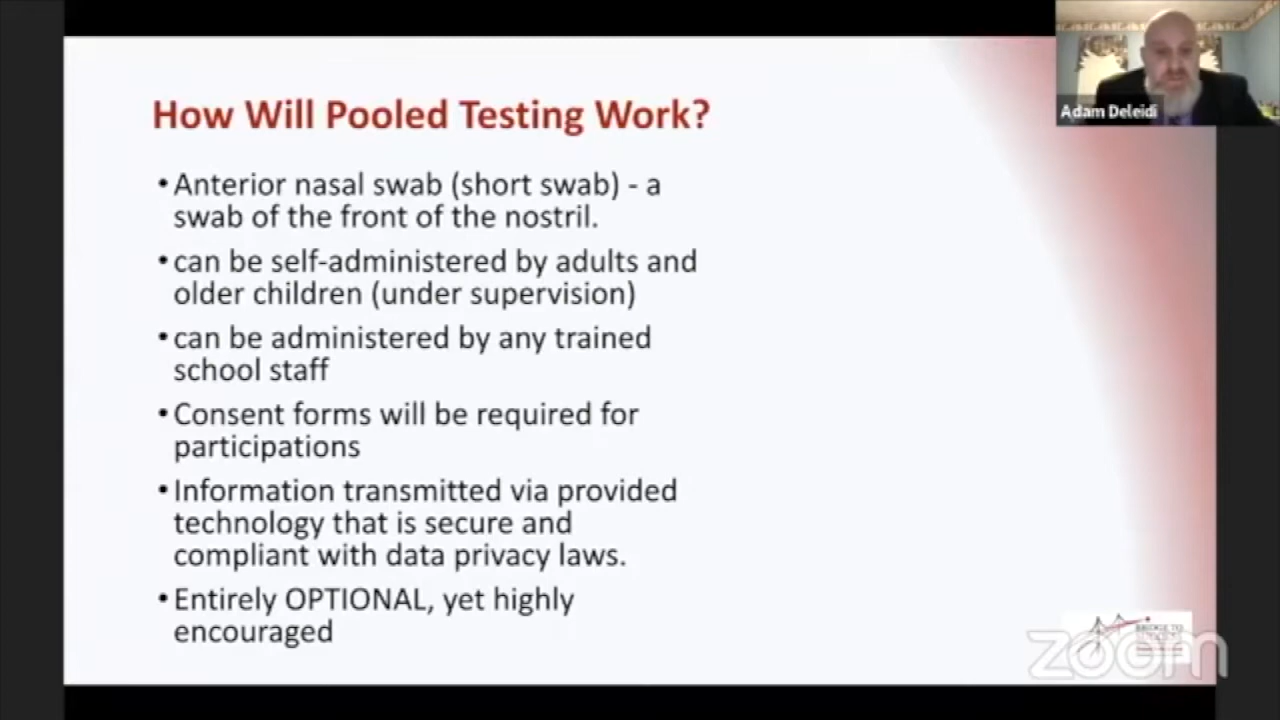 Adam Deleidi
How Will Pooled Testing Work?
•Anterior nasal swab (short swab) - a
swab of the front of the nostril.
•can be self-administered by adults and
older children (under supervision)
•can be administered by any trained
school staff
•Consent forms will be required for
participations
•Information transmitted via provided
technology that is secure and
compliant with data privacy laws.
•Entirely OPTIONAL, yet highly
encouraged
BRIDGE TO
zoom